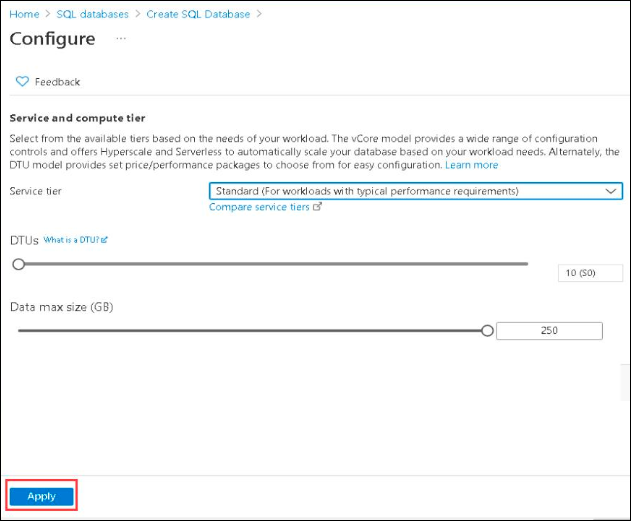 Home > SQL databases > Create SQL Database >
Configure ...
Feedback
Service and compute tier
Select from the available tiers based on the needs of your workload. The vCore model provides a wide range of configuration
controls and offers Hyperscale and Serverless to automatically scale your database based on your workload needs. Alternately, the
DTU model provides set price/performance packages to choose from for easy configuration. Learn more
Service tier
Standard (For workloads with typical performance requirements)
Compare service tiers
DTUs What is a DTU?
10 (S0)
Data max size (GB)
250
Apply